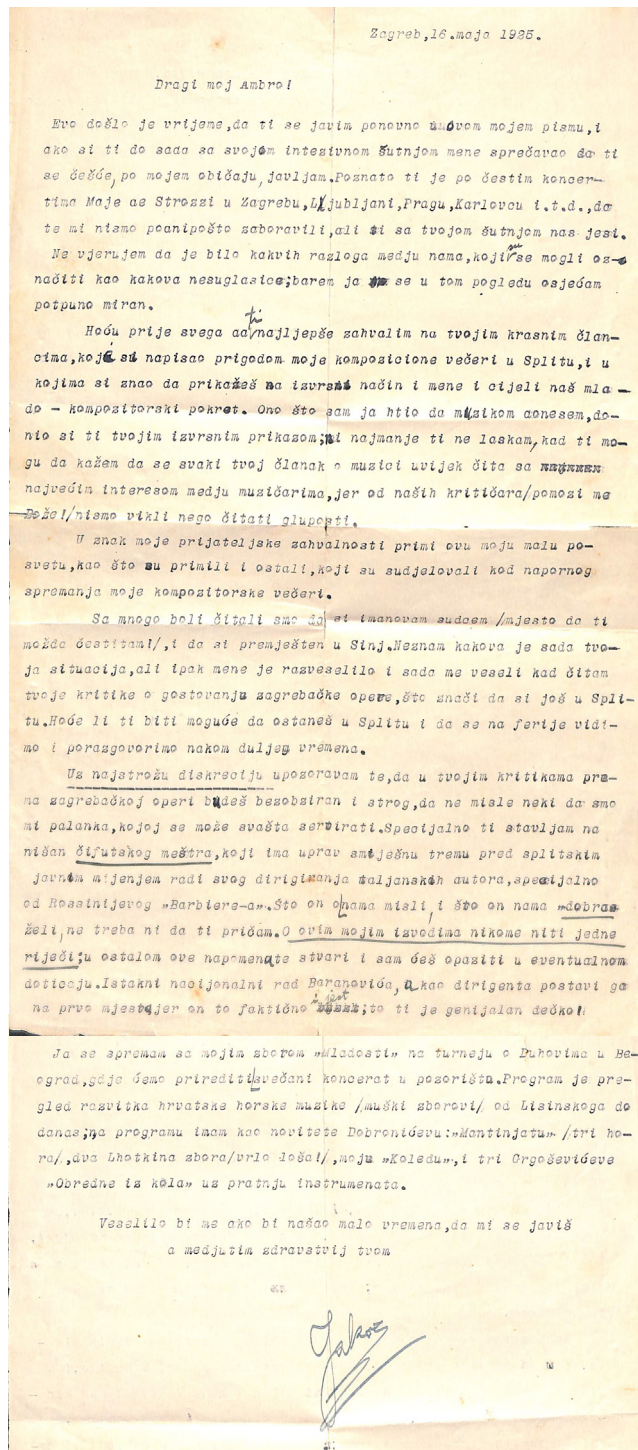 Zagreb,16.maja 1925.
Dragi moj Ambro!
Evo došlo je vrijeme,da ti se javim ponovno ovom mojem pismu,i
ako si ti do sada sa svojom intezivnom šutnjom mene sprečavao da ti
se češće, po mojem običaju, javljam.Poznato ti je po čestim koncer-
tima Maje de Strozzi u Zagrebu,Ljubljani,Pragu,Karlovcu i.t.d.,da
te mi nismo poanipošto zaboravili,ali ti sa tvojom šutnjom nas jesi.
Ne vjerujem da je bilo kakvih razloga medju nama,koji su se mogli oz-
načiti kao kakova nesuglasice;barem ja se u tom pogledu osjećam
potpuno miran.
Hoću prije svega da ti najljepše zahvalim na tvojim krasnim član-
cima,koje si napisao prigodom moje kompozicione večeri u Splitu,i u
kojima si znao da prikažeš na izvrsni način i mene i cijeli naš mla-
do - kompozitorski pokret. Ono što sam ja htio da muzikom donesem,do-
nio si ti tvojim izvrsnim prikazom;ni najmanje ti ne laskam, kad ti mo-
gu da kažem da se svaki tvoj članak o muzici uvijek čita sa
najvećim interesom medju muzičarima,jer od naših kritičara/pomozi me
Bože!/nismo vikli nego čitati gluposti.
U znak moje prijateljske zahvalnosti primi ovu moju malu po-
svetu,kao što su primili i ostali,koji su sudjelovali kod napornog
spremanja moje kompozitorske večeri.
Sa mnogo boli čitali smo da si imanovam sudcem /mjesto da ti
možda čestitam!/,i da si premješten u Sinj.Neznam kakova je sada tvo-
ja situacija,ali ipak mene je razveselilo i sada me veseli kad čitam
tvoje kritike o gostovanju zagrebačke opere,što znači da si još u Spli-
tu.Hoće li ti biti moguće da ostaneš u Splitu i da se na ferije vidi-
mo i porazgovorimo nakom duljeg vremena.
Uz najstrožu diskreciju upozoravam te,da u tvojim kritikama pre-
ma zagrebačkoj operi budeš bezobziran i strog,da ne misle neki da smo
mi palanka,kojoj se može svašta servirati.Specijalno ti stavljam na
nišan čifutskog meštra,koji ima uprav smiješnu tremu pred splitskim
javnim mijenjem radi svog dirigiranja taljanskih autora,specijalno
od Rossinijevog "Barbiere-a".Što on o nama misli, i što on nama "dobra"
želi,ne treba ni da ti pričam.O ovim mojim izvodima nikome niti jedne
riječi;u ostalom ove napomenute stvari i sam ćeš opaziti u eventualnom
doticaju.Istakni nacijonalni rad Baranovića, a kao dirigenta postavi ga
na prvo mjesto,jer on to faktično i jest;to ti je genijalan dečko!
Ja se spremam sa mojim zborom "Mladosti" na turneju o Duhovima u Be-
ograd,gdje ćemo prirediti svečani koncerat u pozorištu.Program je pre-
gled razvitka hrvatske horske muzike /muški zborovi/ od Lisinskoga do
danas;na programu imam kao novitete Dobronićevu:"Mantinjatu" /tri ho-
ra/,dva Lhotkina zbora/vrlo loša!/,moju "Koledu",i tri Grgoševićeve
"Obredne iz kola" uz pratnju instrumenata.
Veselilo bi me ako bi našao malo vremena,da mi se javiš
a medjutim zdravstvij tvom
Jakov